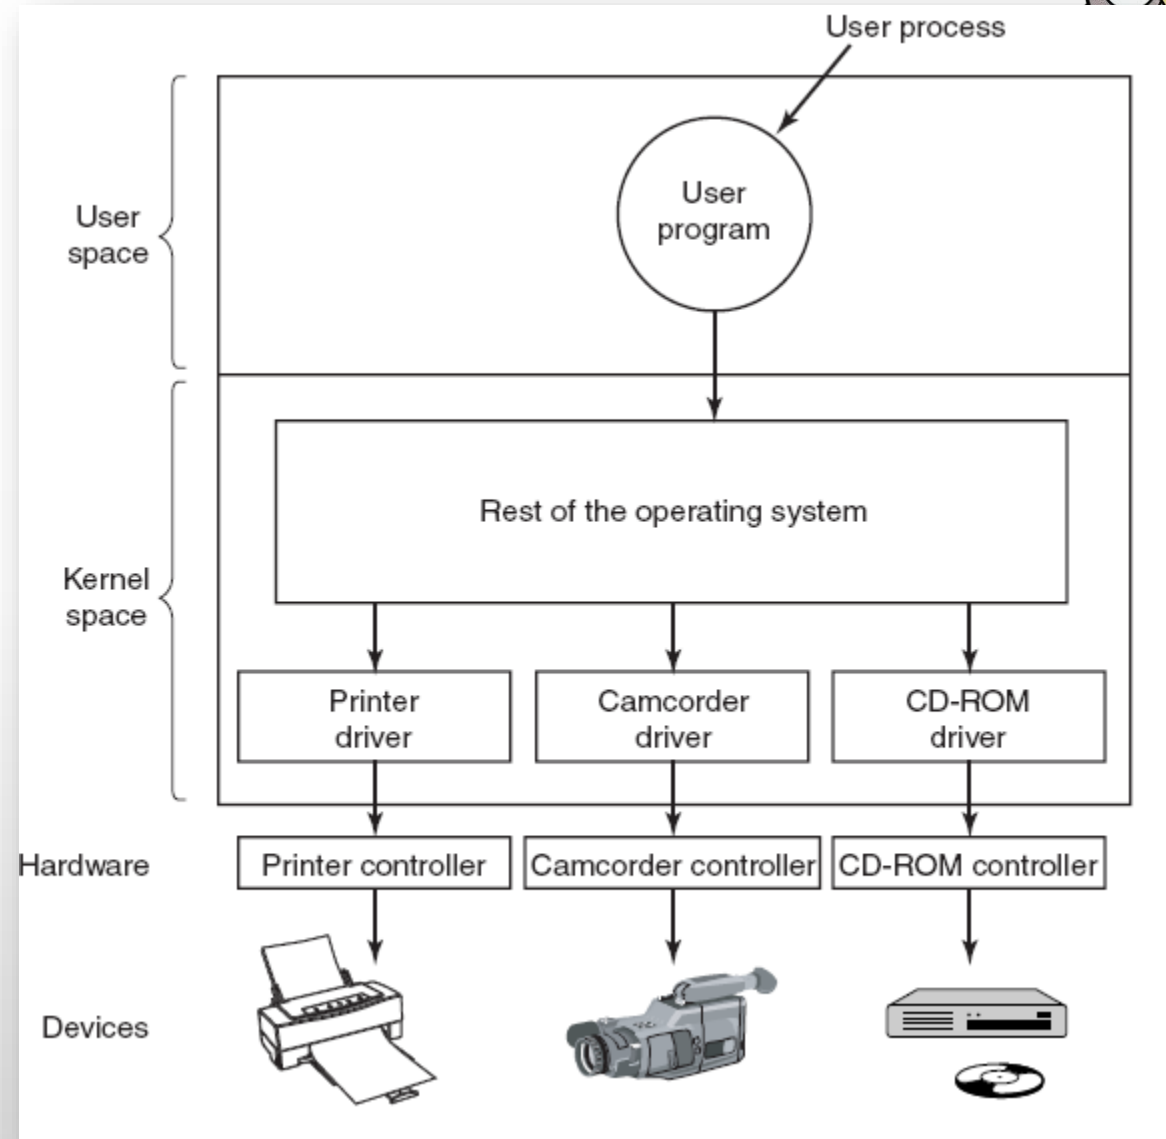 User process
User
program
User
space
Rest of the operating system
Kernel
space
Printer
driver
Camcorder
driver
CD-ROM
driver
Hardware
Printer controller
Camcorder controller
CD-ROM controller
Devices